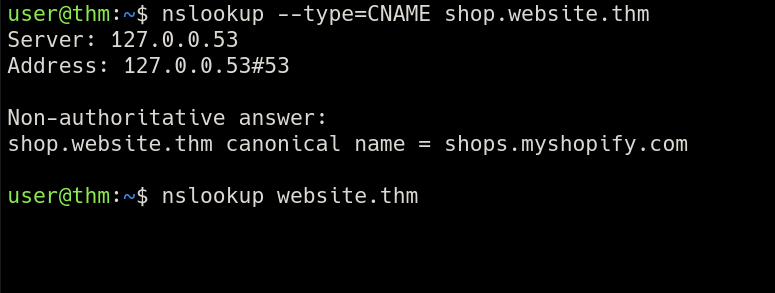 user@thm:~$ nslookup --type=CNAME shop.website.thm
Server: 127.0.0.53
Address: 127.0.0.53#53
Non-authoritative answer:
shop.website.thm canonical name = shops.myshopify.com
user@thm:~$ nslookup website.thm